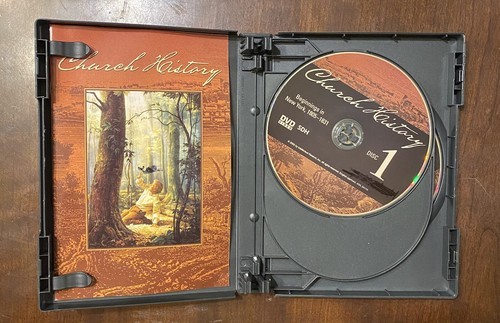 Church History
Church History
Beginnings in
New York, 1805-1831
DVD
SDH
DISC
1